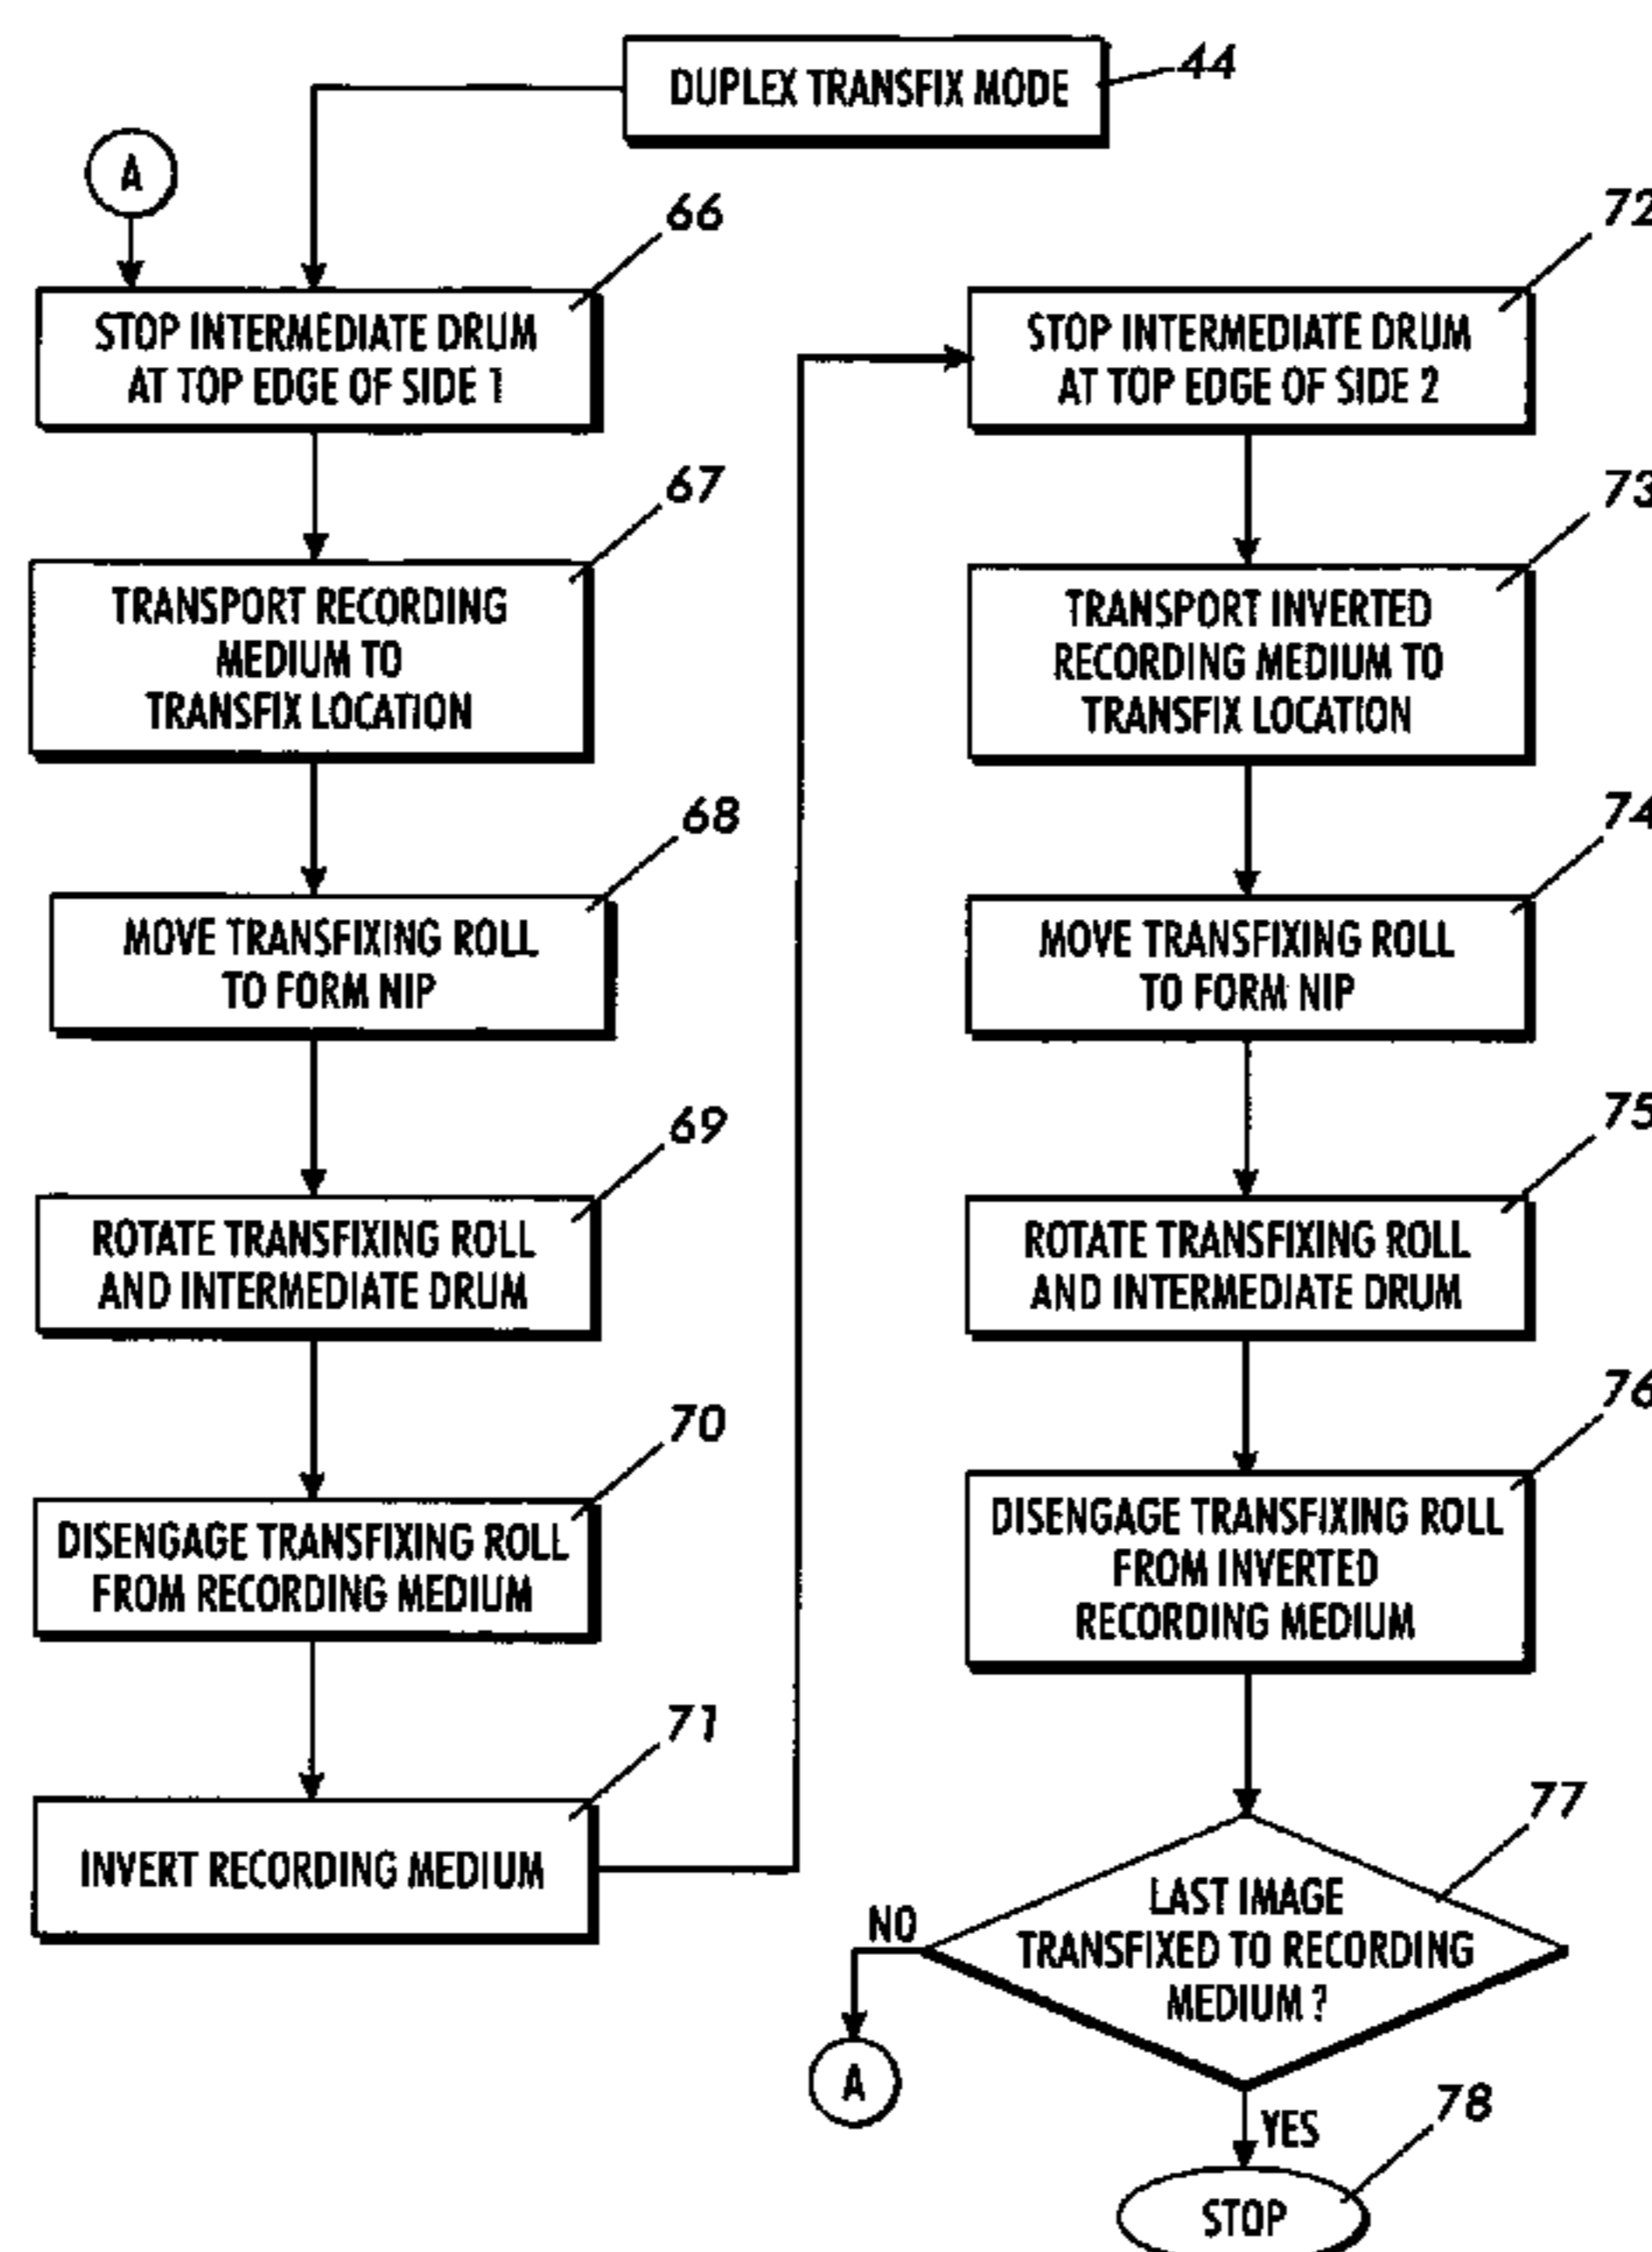 DUPLEX TRANSFIX MODE
44
A
66
STOP INTERMEDIATE DRUM
AT TOP EDGE OF SIDE 1
67
TRANSPORT RECORDING
MEDIUM TO
TRANSFIX LOCATION
68
MOVE TRANSFIXING ROLL
TO FORM NIP
69
ROTATE TRANSFIXING ROLL
AND INTERMEDIATE DRUM
70
DISENGAGE TRANSFIXING ROLL
FROM RECORDING MEDIUM
71
INVERT RECORDING MEDIUM
72
STOP INTERMEDIATE DRUM
AT TOP EDGE OF SIDE 2
73
TRANSPORT INVERTED
RECORDING MEDIUM TO
TRANSFIX LOCATION
74
MOVE TRANSFIXING ROLL
TO FORM NIP
75
ROTATE TRANSFIXING ROLL
AND INTERMEDIATE DRUM
76
DISENGAGE TRANSFIXING ROLL
FROM INVERTED
RECORDING MEDIUM
77
LAST IMAGE
TRANSFIXED TO RECORDING
MEDIUM ?
NO
A
YES
78
STOP